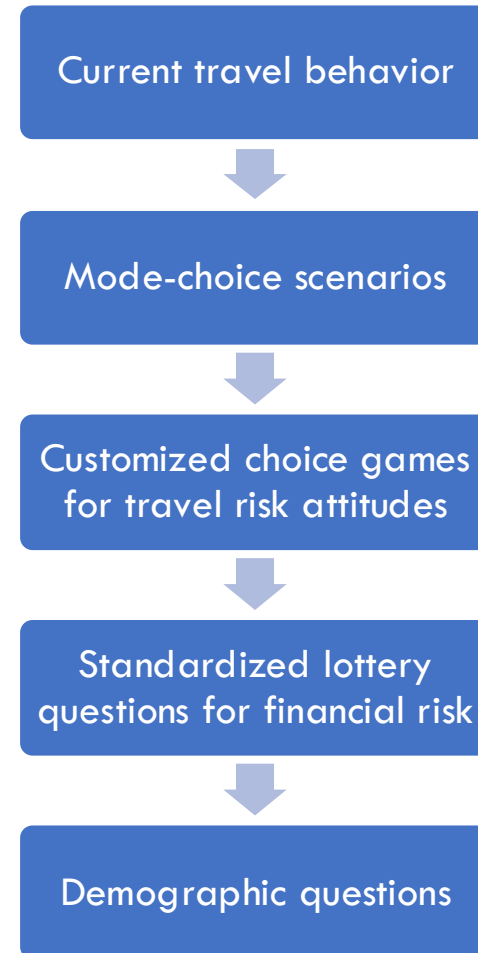 Current travel behavior
Mode-choice scenarios
Customized choice games
for travel risk attitudes
Standardized lottery
questions for financial risk
Demographic questions